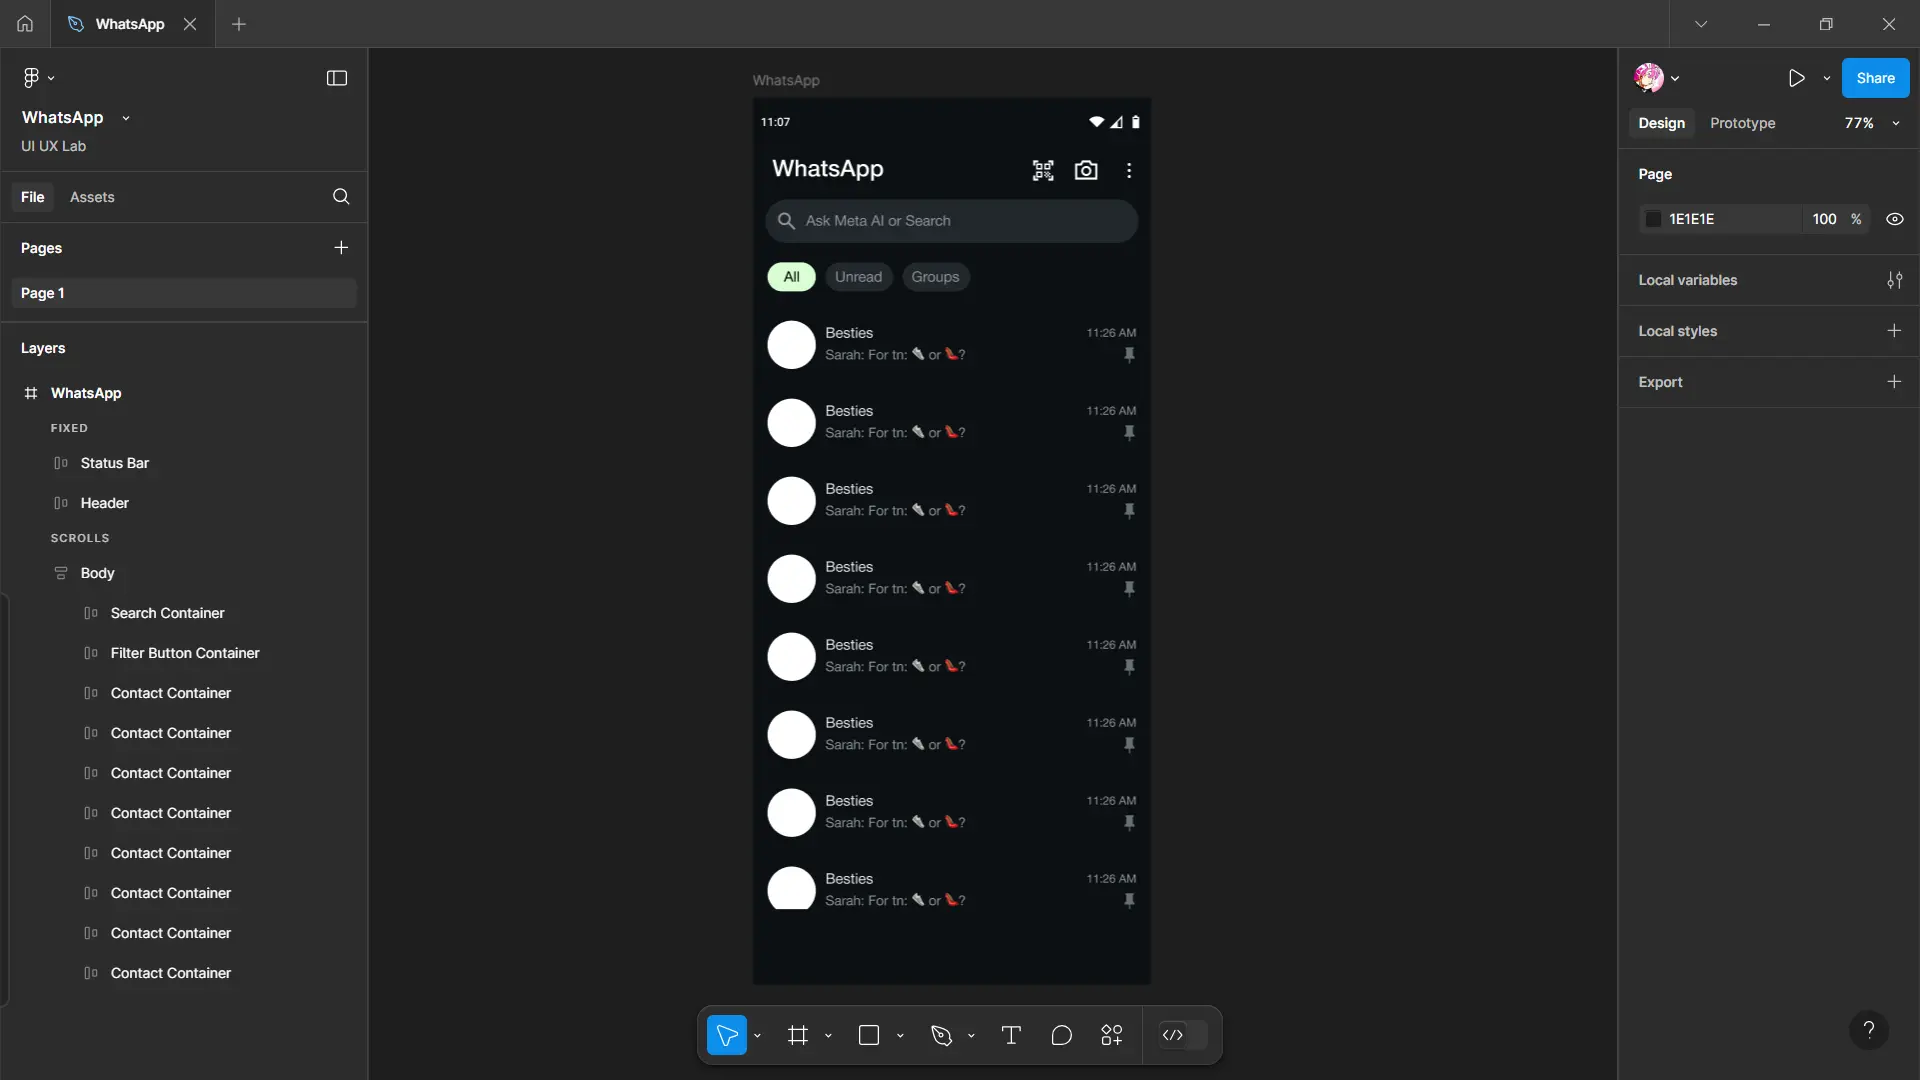 WhatsApp
WhatsApp
UI UX Lab
File Assets
Pages
Page 1
Layers
WhatsApp
FIXED
Status Bar
Header
SCROLLS
Body
Search Container
Filter Button Container
Contact Container
Contact Container
Contact Container
Contact Container
Contact Container
Contact Container
Contact Container
Contact Container
WhatsApp
11:07
WhatsApp
Ask Meta AI or Search
All Unread Groups
Besties 11:26 AM
Sarah: For tn: 👟 or 👠?
Besties 11:26 AM
Sarah: For tn: 👟 or 👠?
Besties 11:26 AM
Sarah: For tn: 👟 or 👠?
Besties 11:26 AM
Sarah: For tn: 👟 or 👠?
Besties 11:26 AM
Sarah: For tn: 👟 or 👠?
Besties 11:26 AM
Sarah: For tn: 👟 or 👠?
Besties 11:26 AM
Sarah: For tn: 👟 or 👠?
Besties 11:26 AM
Sarah: For tn: 👟 or 👠?
Share
Design Prototype 77%
Page
1E1E1E 100 %
Local variables
Local styles
Export
?